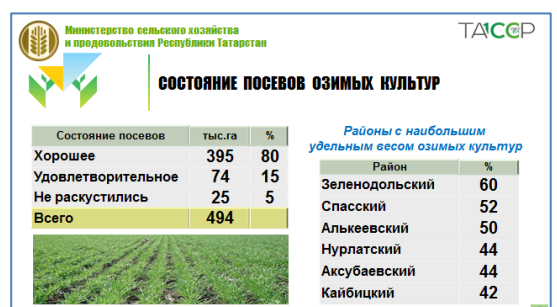 Министерство сельского хозяйства
и продовольствия Республики Татарстан
ТАССР
СОСТОЯНИЕ ПОСЕВОВ ОЗИМЫХ КУЛЬТУР
Состояние посевов тыс.га %
Хорошее 395 80
Удовлетворительное 74 15
Не раскустились 25 5
Всего 494
Районы с наибольшим
удельным весом озимых культур
Район %
Зеленодольский 60
Спасский 52
Алькеевский 50
Нурлатский 44
Аксубаевский 44
Кайбицкий 42